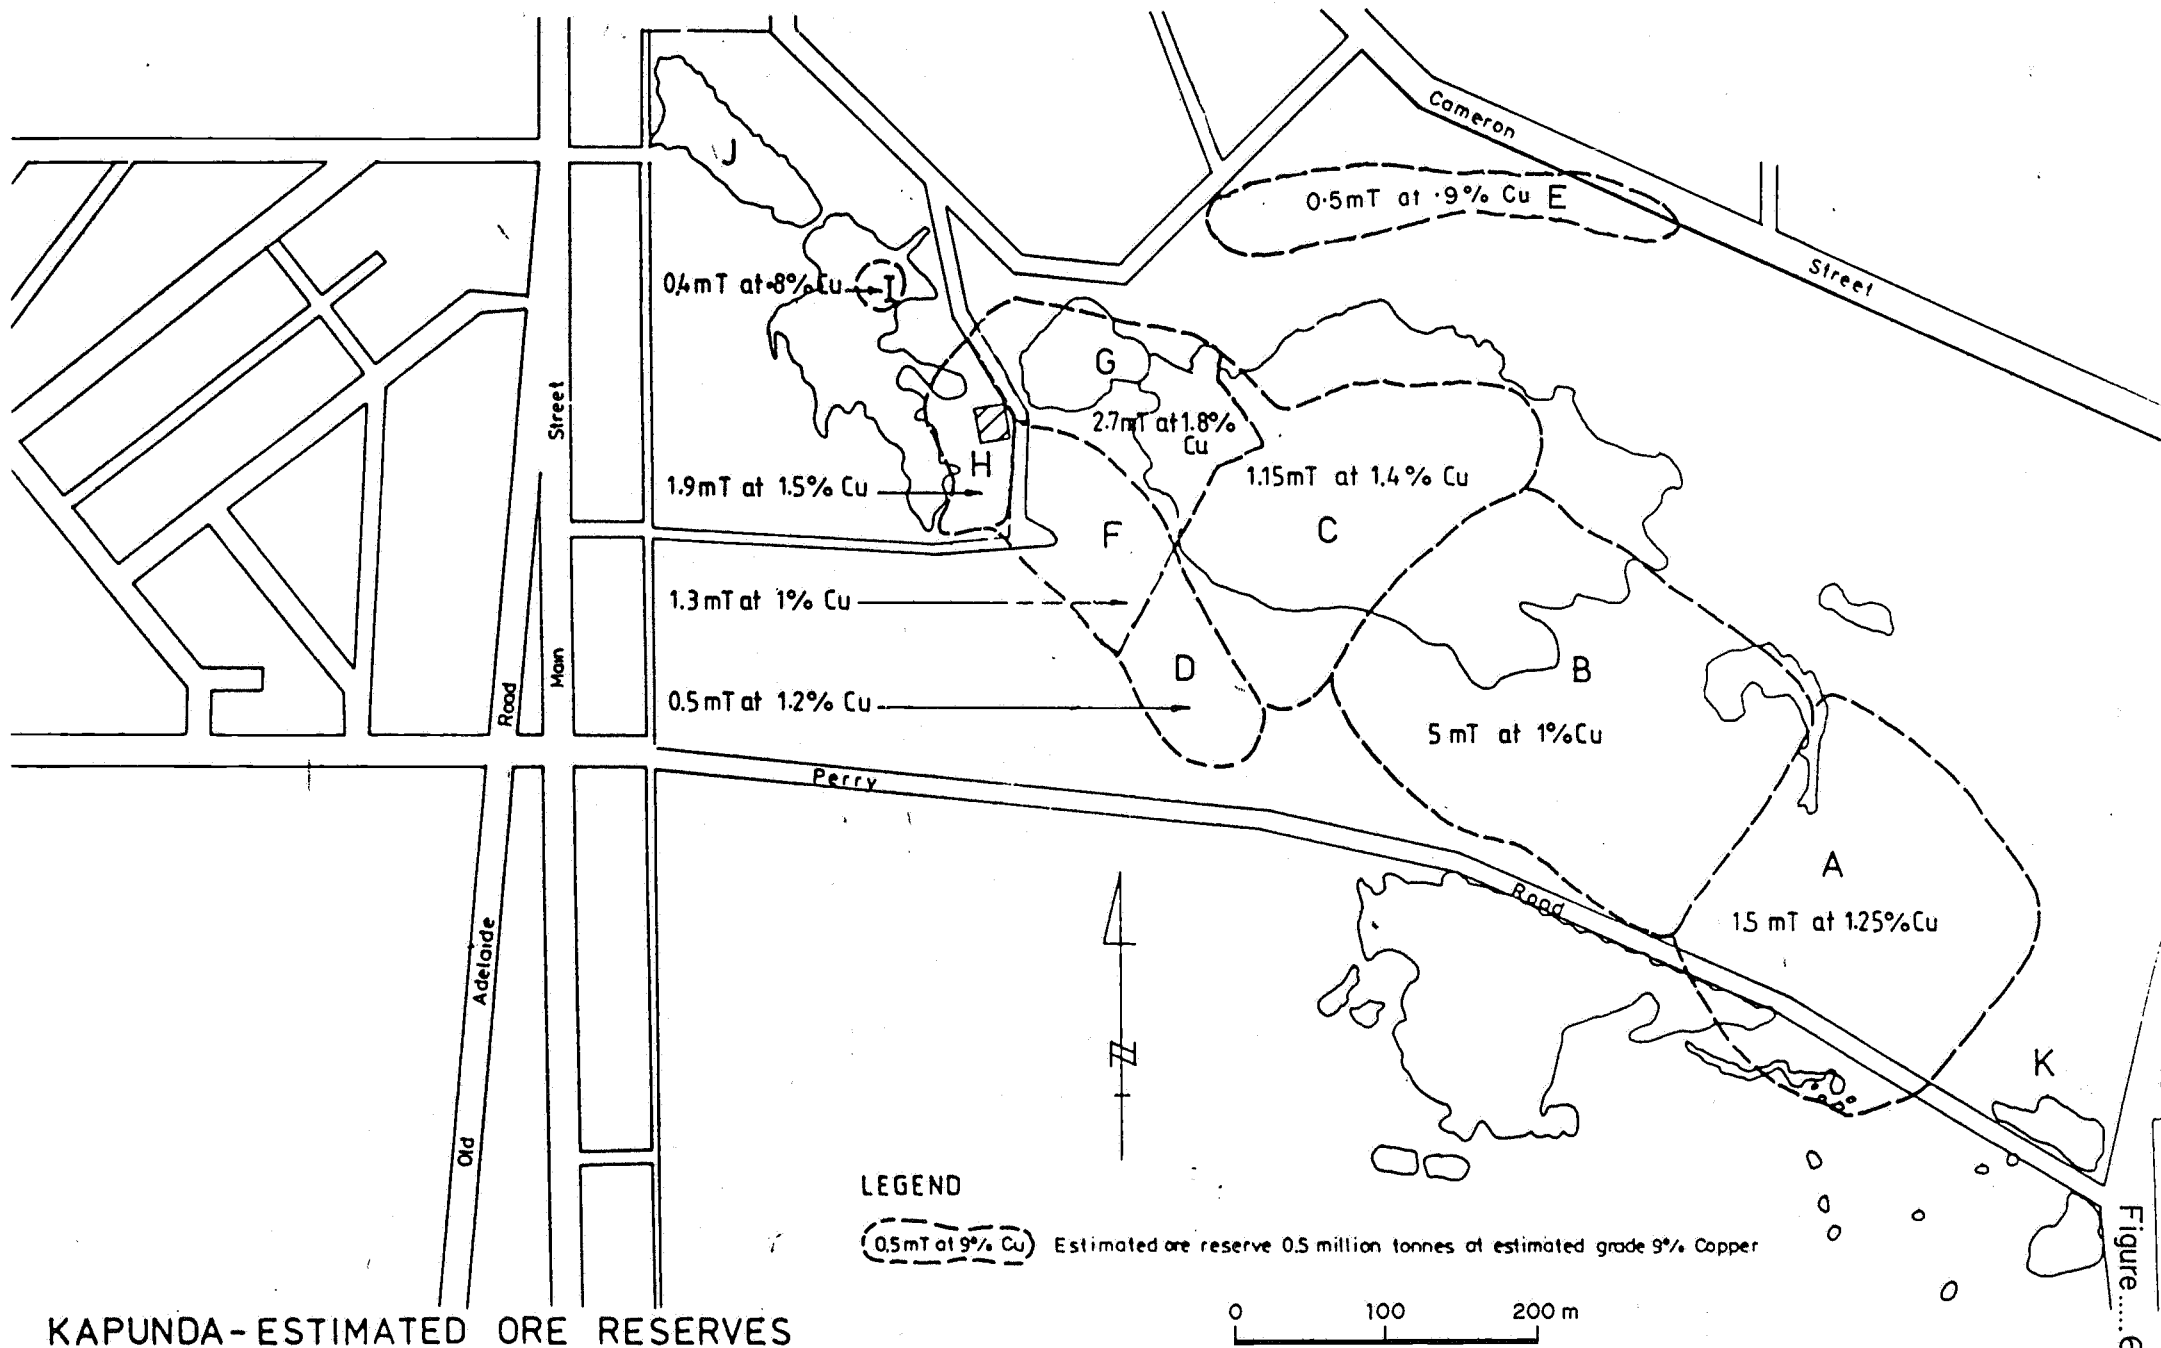 Cameron
Street
J
0.5mT at .9% Cu E
0.4mT at .8% Cu I
G
2.7mT at 1.8%
Cu
Street
H
1.9mT at 1.5% Cu
1.15mT at 1.4% Cu
F
C
1.3mT at 1% Cu
D
B
Main
Road
0.5mT at 1.2% Cu
5 mT at 1% Cu
Perry
A
Road
1.5 mT at 1.25% Cu
Adelaide
N
K
Old
LEGEND
0.5mT at 9% Cu Estimated ore reserve 0.5 million tonnes at estimated grade 9% Copper
Figure.....6
0 100 200 m
KAPUNDA-ESTIMATED ORE RESERVES